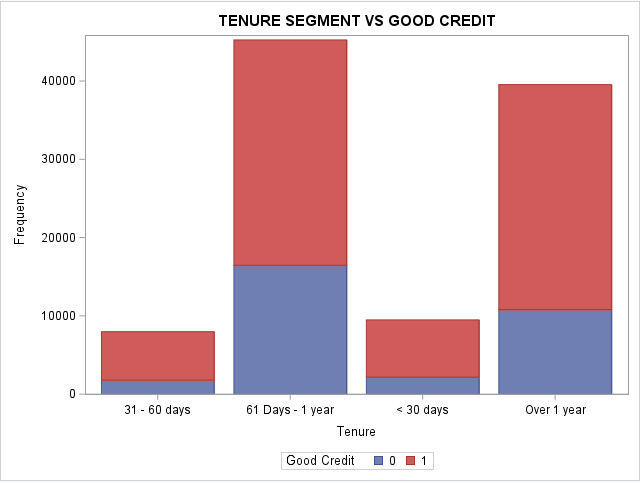 TENURE SEGMENT VS GOOD CREDIT
Frequency
40000
30000
20000
10000
0
31 - 60 days
61 Days - 1 year
< 30 days
Over 1 year
Tenure
Good Credit 0 1